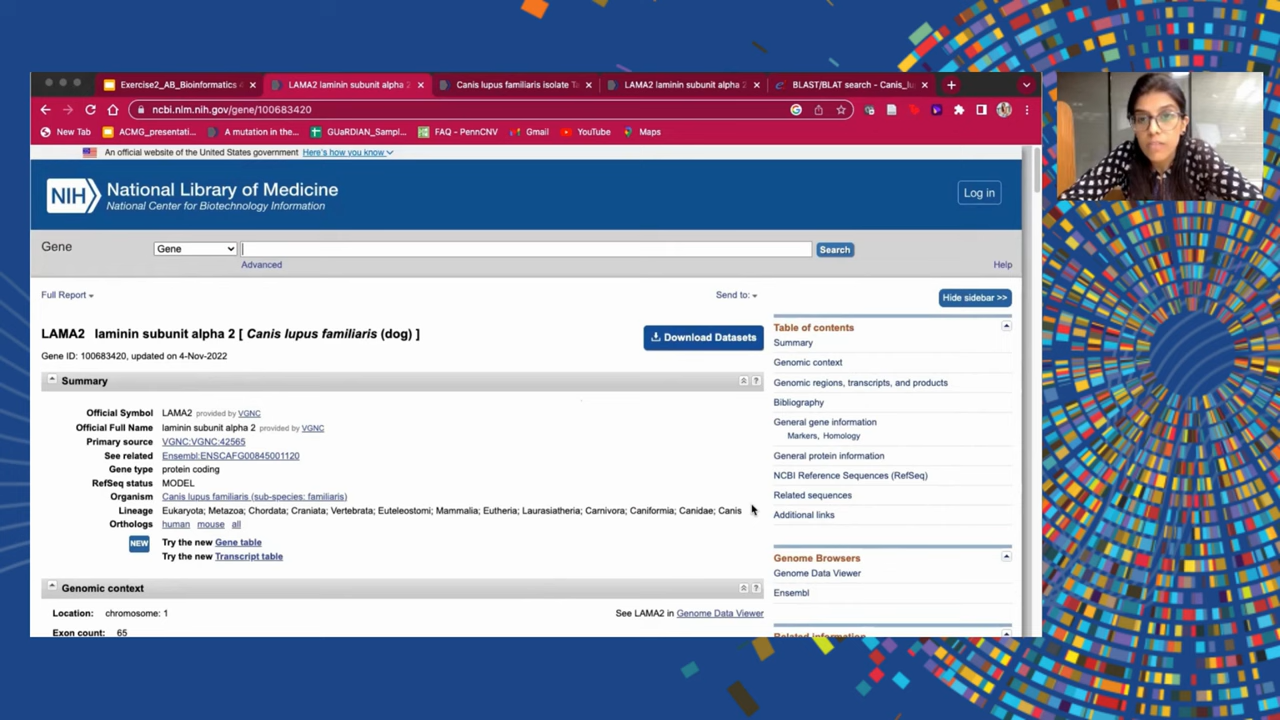 Exercise2_AB_Bioinformatics
LAMA2 laminin subunit alpha 2
Canis lupus familiaris isolate Ta
LAMA2 laminin subunit alpha 2
BLAST/BLAT search - Canis_lu
ncbi.nlm.nih.gov/gene/100683420
New Tab ACMG_presentati... A mutation in the... GUaRDIAN_Sampl... FAQ - PennCNV Gmail YouTube Maps
An official website of the United States government Here's how you know
NIH National Library of Medicine
National Center for Biotechnology Information
Log in
Gene Gene Search
Advanced Help
Full Report Send to:
Hide sidebar >>
LAMA2 laminin subunit alpha 2 [ Canis lupus familiaris (dog) ]
Download Datasets
Gene ID: 100683420, updated on 4-Nov-2022
Summary
Official Symbol LAMA2 provided by VGNC
Official Full Name laminin subunit alpha 2 provided by VGNC
Primary source VGNC:VGNC:42565
See related Ensembl:ENSCAFG00845001120
Gene type protein coding
RefSeq status MODEL
Organism Canis lupus familiaris (sub-species: familiaris)
Lineage Eukaryota; Metazoa; Chordata; Craniata; Vertebrata; Euteleostomi; Mammalia; Eutheria; Laurasiatheria; Carnivora; Caniformia; Canidae; Canis
Orthologs human mouse all
NEW Try the new Gene table
Try the new Transcript table
Genomic context
Location: chromosome: 1 See LAMA2 in Genome Data Viewer
Exon count: 65
Table of contents
Summary
Genomic context
Genomic regions, transcripts, and products
Bibliography
General gene information
Markers, Homology
General protein information
NCBI Reference Sequences (RefSeq)
Related sequences
Additional links
Genome Browsers
Genome Data Viewer
Ensembl
Related information